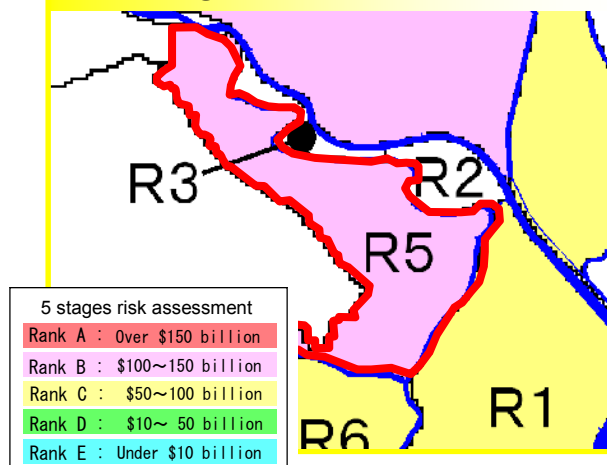 R3
R2
R5
R1
R6
5 stages risk assessment
Rank A : Over $150 billion
Rank B : $100～150 billion
Rank C : $50～100 billion
Rank D : $10～ 50 billion
Rank E : Under $10 billion